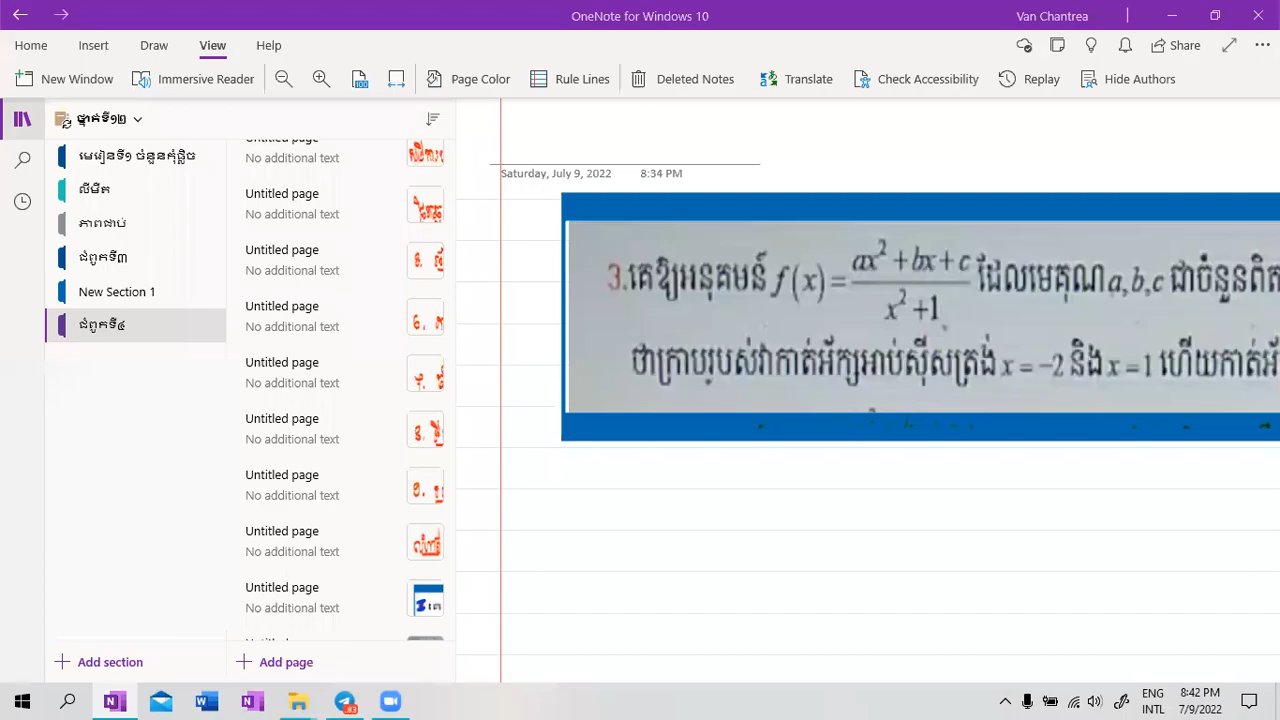 OneNote for Windows 10
Van Chantrea
Home
Insert
Draw
View
Help
Share
New Window
Immersive Reader
Page Color
Rule Lines
Deleted Notes
Translate
Check Accessibility
Replay
Hide Authors
ថ្នាក់ទី១២
មេរៀនទី១ ចំនួនកុំផ្លិច
លីមីត
ភាពជាប់
ជំពូកទី៣
New Section 1
ជំពូកទី៤
Untitled page
No additional text
Untitled page
No additional text
Untitled page
No additional text
Untitled page
No additional text
Untitled page
No additional text
Untitled page
No additional text
Untitled page
No additional text
Untitled page
No additional text
Untitled page
No additional text
Add section
Add page
Saturday, July 9, 2022 8:34 PM
3.គេឱ្យអនុគមន៍ f(x)= (ax²+bx+c)/(x²+1) ដែលមេគុណ a,b,c ជាចំនួនពិត
ថាក្រាបរបស់វាកាត់អ័ក្សអាប់ស៊ីសត្រង់ x=-2 និង x=1 ហើយកាត់អ័
83
ENG
INTL
8:42 PM
7/9/2022